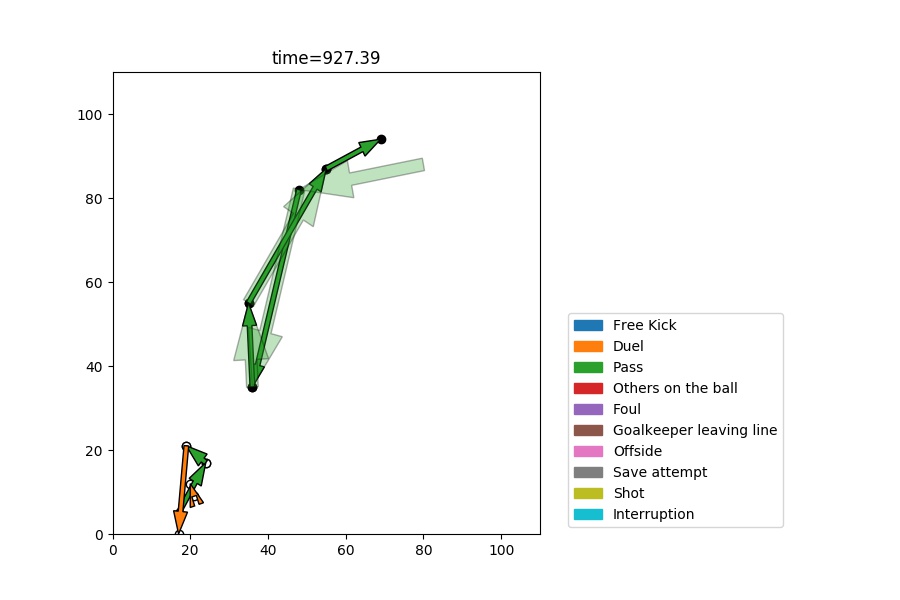 time=927.39
100
80
60
40
20
0
0 20 40 60 80 100
Free Kick
Duel
Pass
Others on the ball
Foul
Goalkeeper leaving line
Offside
Save attempt
Shot
Interruption